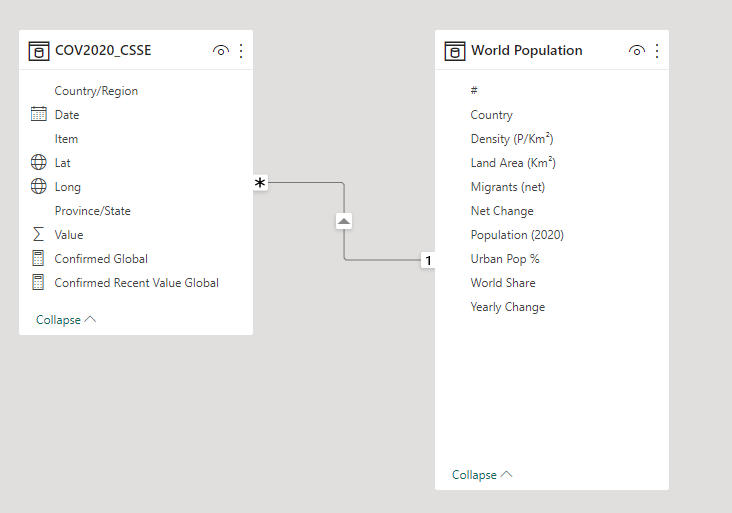 COV2020_CSSE
Country/Region
Date
Item
Lat
Long
Province/State
Value
Confirmed Global
Confirmed Recent Value Global
Collapse
*
1
World Population
#
Country
Density (P/Km²)
Land Area (Km²)
Migrants (net)
Net Change
Population (2020)
Urban Pop %
World Share
Yearly Change
Collapse